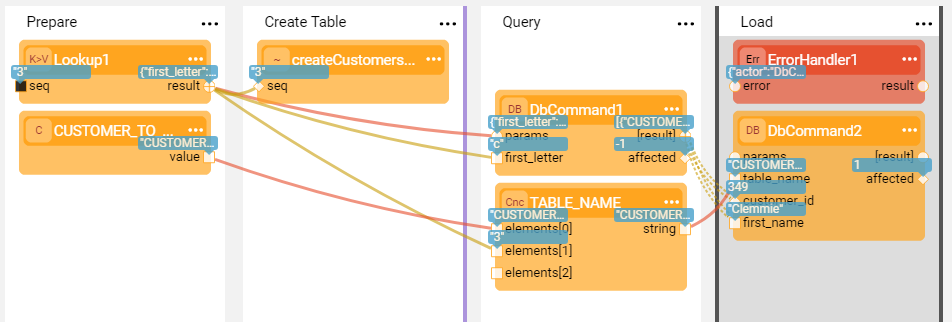 Prepare
K>V Lookup1
"3"
{"first_letter":...
seq
result
C CUSTOMER_TO_...
"CUSTOMER...
value
Create Table
~ createCustomers...
"3"
seq
Query
DB DbCommand1
{"first_letter":...
[{"CUSTOME...
params
[result]
"c"
-1
first_letter
affected
Cnc TABLE_NAME
"CUSTOMER...
"CUSTOMER...
elements[0]
string
"3"
elements[1]
elements[2]
Load
Err ErrorHandler1
{"actor":"DbC...
error
result
DB DbCommand2
params
[result]
"CUSTOMER...
1
table_name
affected
349
customer_id
"Clemmie"
first_name